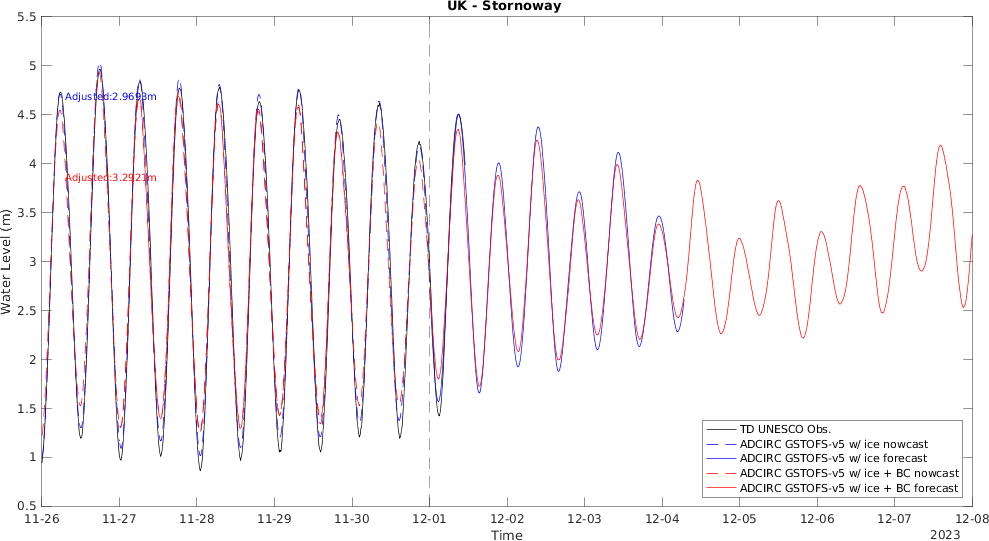 UK - Stornoway
5.5
5
4.5
4
3.5
3
2.5
2
1.5
1
0.5
Water Level (m)
Adjusted:2.9693m
Adjusted:3.2921m
TD UNESCO Obs.
ADCIRC GSTOFS-v5 w/ ice nowcast
ADCIRC GSTOFS-v5 w/ ice forecast
ADCIRC GSTOFS-v5 w/ ice + BC nowcast
ADCIRC GSTOFS-v5 w/ ice + BC forecast
11-26 11-27 11-28 11-29 11-30 12-01 12-02 12-03 12-04 12-05 12-06 12-07 12-08
Time
2023